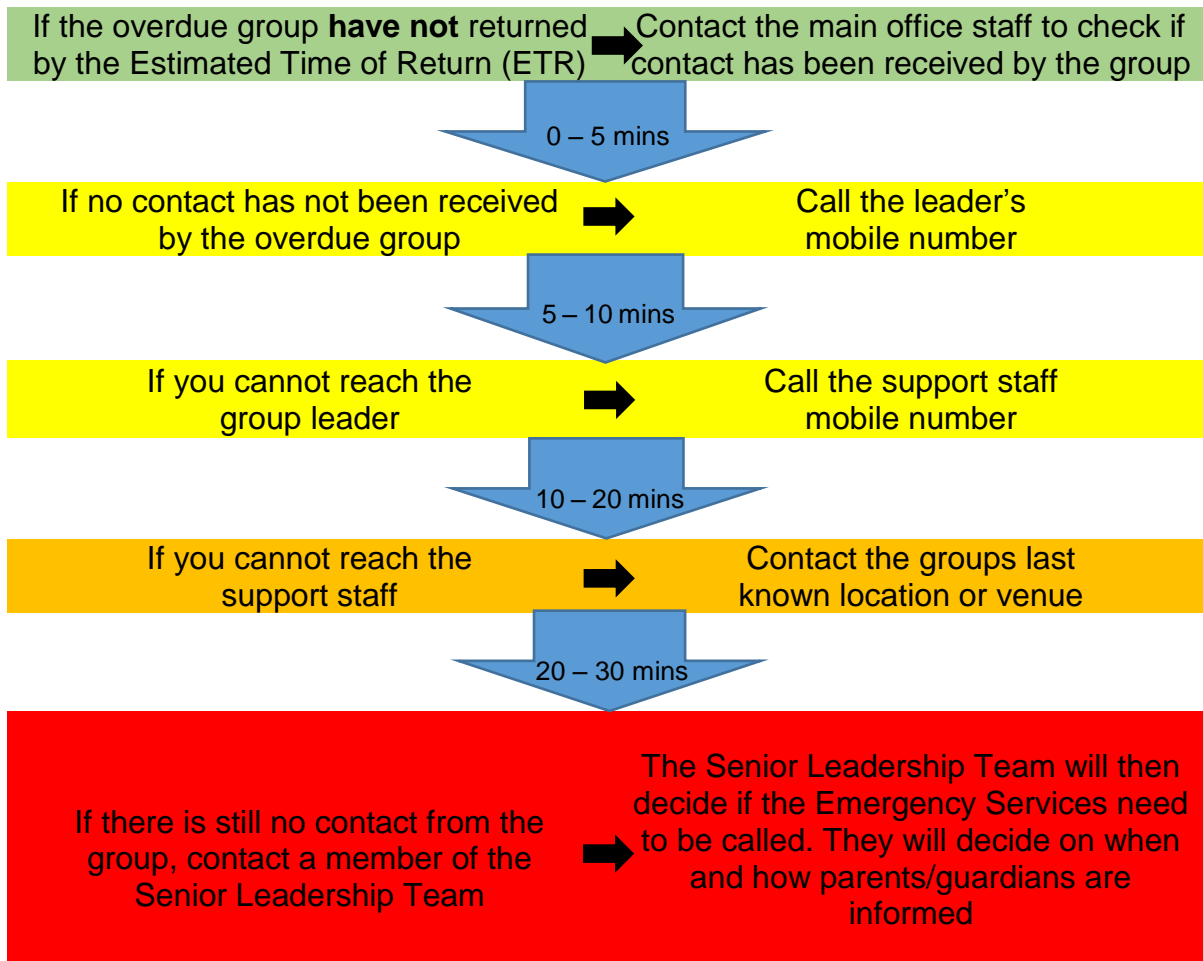 If the overdue group have not returned
by the Estimated Time of Return (ETR)
Contact the main office staff to check if
contact has been received by the group
0 – 5 mins
If no contact has not been received
by the overdue group
Call the leader’s
mobile number
5 – 10 mins
If you cannot reach the
group leader
Call the support staff
mobile number
10 – 20 mins
If you cannot reach the
support staff
Contact the groups last
known location or venue
20 – 30 mins
If there is still no contact from the
group, contact a member of the
Senior Leadership Team
The Senior Leadership Team will then
decide if the Emergency Services need
to be called. They will decide on when
and how parents/guardians are
informed